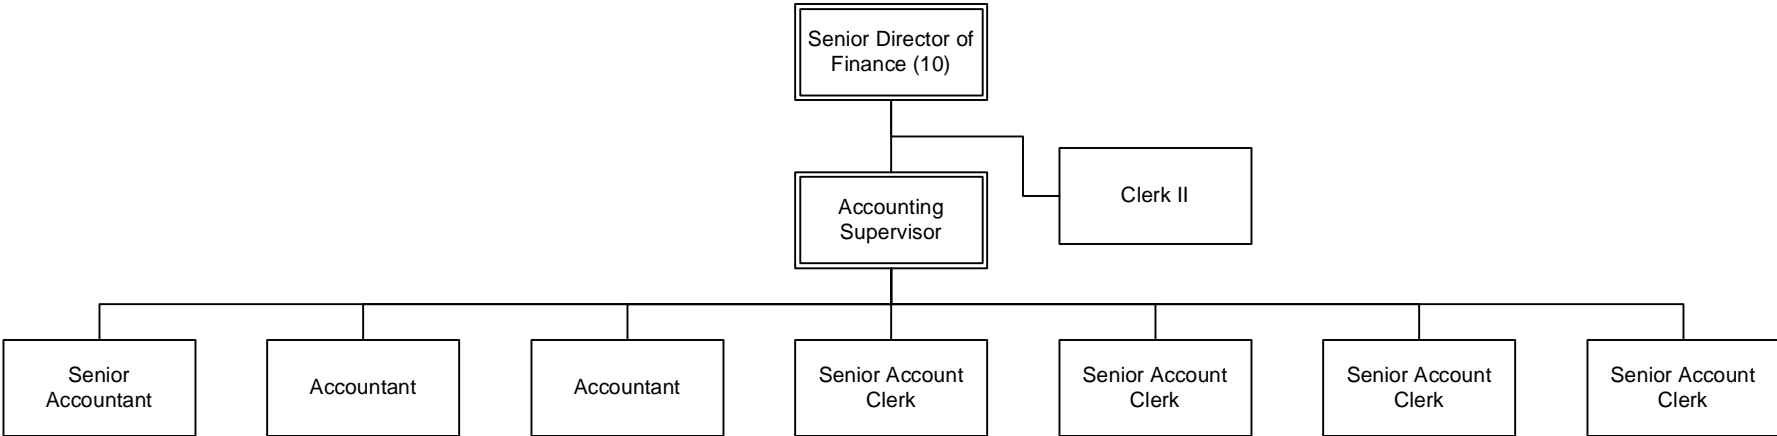 Senior Director of
Finance (10)
Clerk II
Accounting
Supervisor
Senior
Accountant
Accountant
Accountant
Senior Account
Clerk
Senior Account
Clerk
Senior Account
Clerk
Senior Account
Clerk